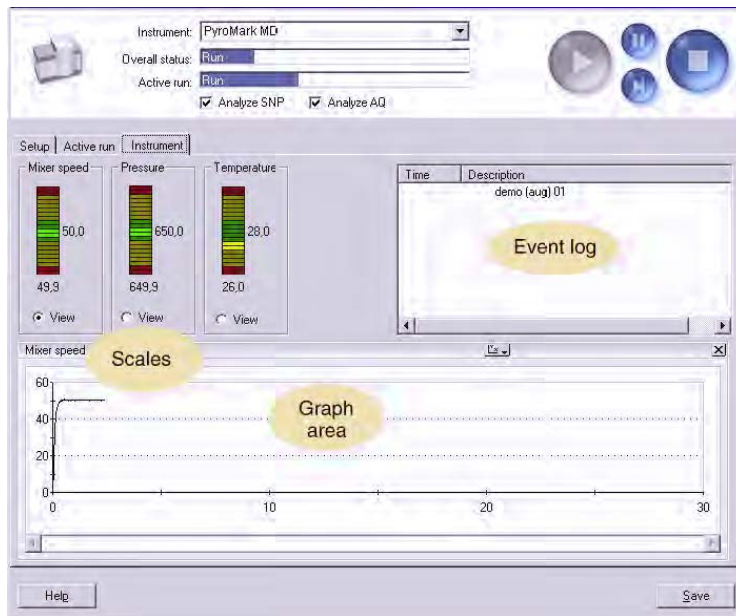 Instrument: PyroMark MD
Overall status: Run
Active run: Run
Analyze SNP Analyze AQ
Setup Active run Instrument
Mixer speed Pressure Temperature
50,0 650,0 28,0
49,9 649,9 26,0
View View View
Time Description
demo (aug) 01
Event log
Mixer speed
Scales
Graph area
60
40
20
0
0 10 20 30
Help Save